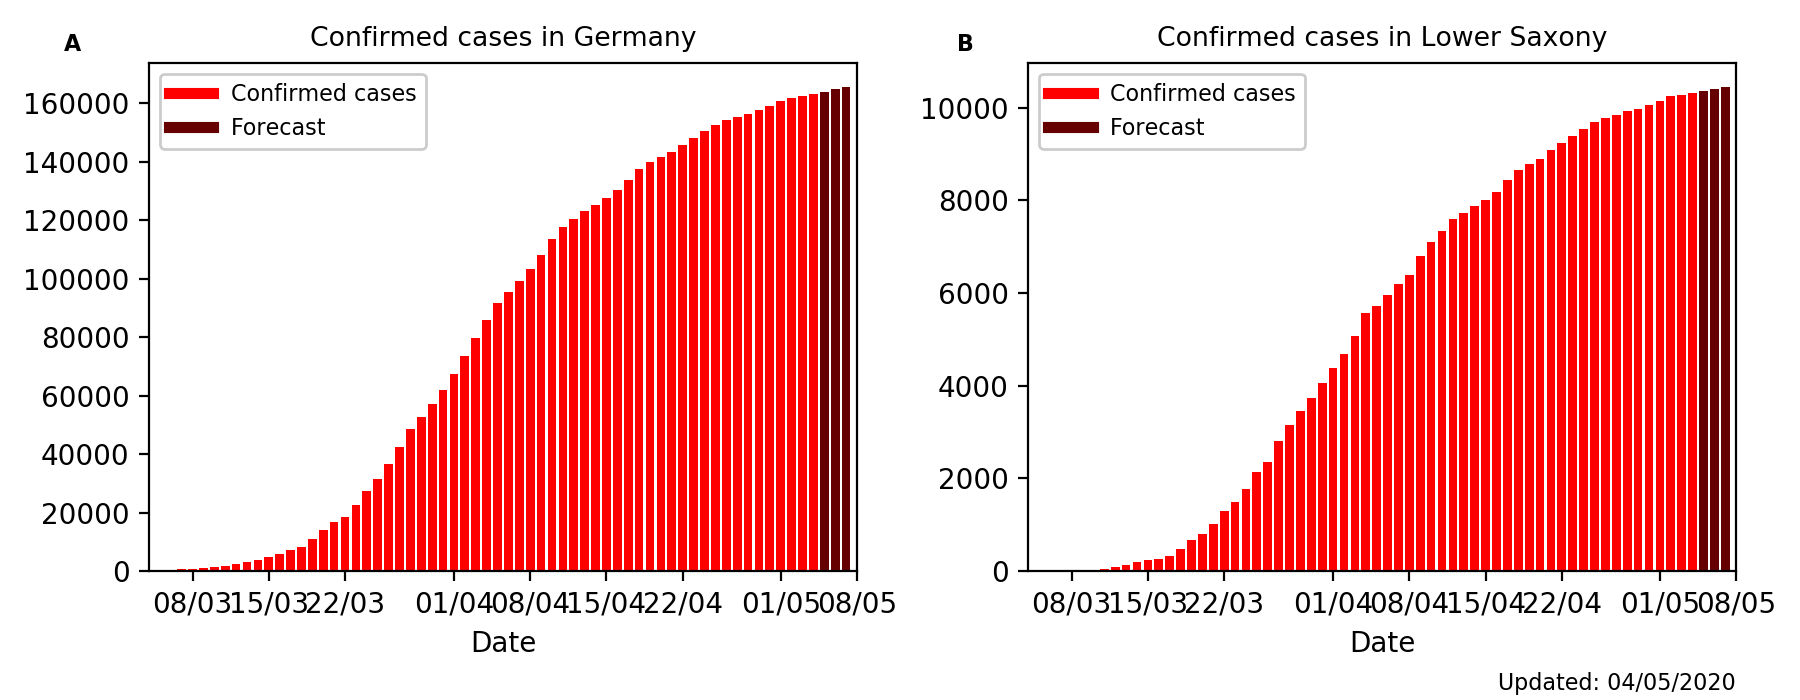 A
Confirmed cases in Germany
Confirmed cases
Forecast
160000
140000
120000
100000
80000
60000
40000
20000
0
08/03 15/03 22/03 01/04 08/04 15/04 22/04 01/05 08/05
Date
B
Confirmed cases in Lower Saxony
Confirmed cases
Forecast
10000
8000
6000
4000
2000
0
08/03 15/03 22/03 01/04 08/04 15/04 22/04 01/05 08/05
Date
Updated: 04/05/2020